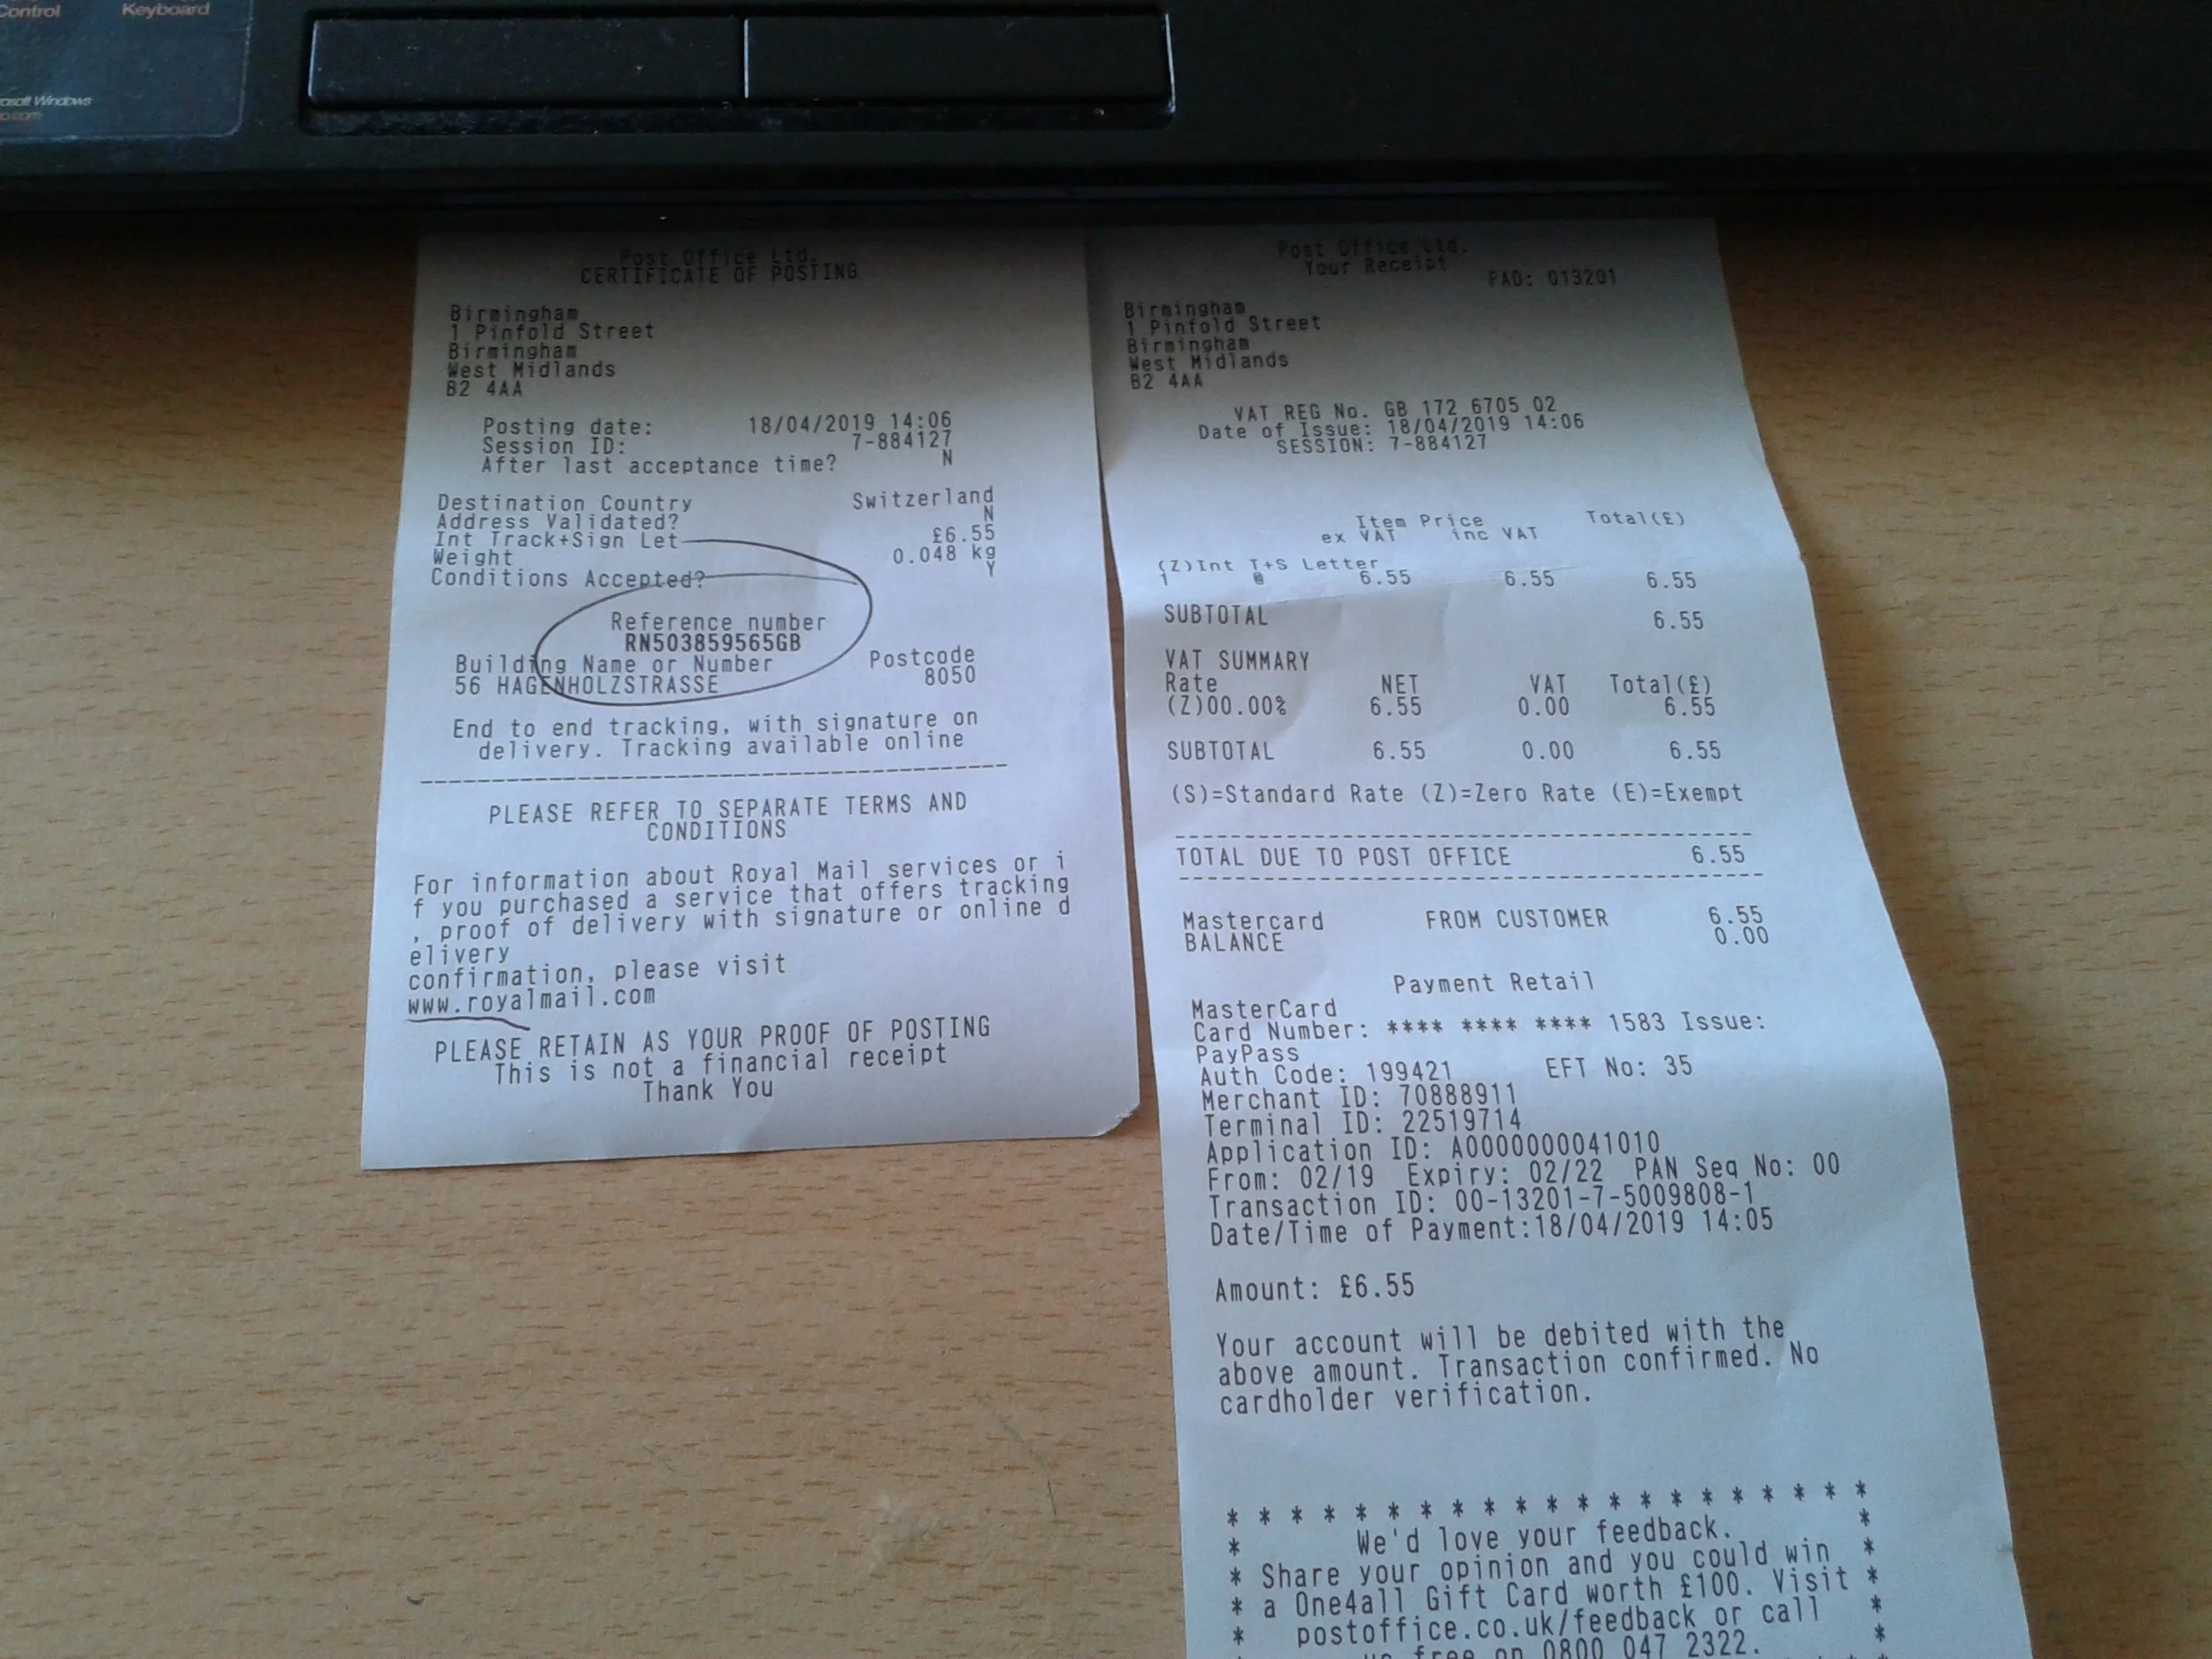 Control Keyboard
Post Office Ltd.
CERTIFICATE OF POSTING
Birmingham
1 Pinfold Street
Birmingham
West Midlands
B2 4AA
Posting date: 18/04/2019 14:06
Session ID: 7-884127
After last acceptance time? N
Destination Country Switzerland
Address Validated? N
Int Track+Sign Let £6.55
Weight 0.048 kg
Conditions Accepted? Y
Reference number
RN503859565GB
Building Name or Number Postcode
56 HAGENHOLZSTRASSE 8050
End to end tracking, with signature on
delivery. Tracking available online
PLEASE REFER TO SEPARATE TERMS AND
CONDITIONS
For information about Royal Mail services or i
f you purchased a service that offers tracking
, proof of delivery with signature or online d
elivery
confirmation, please visit
www.royalmail.com
PLEASE RETAIN AS YOUR PROOF OF POSTING
This is not a financial receipt
Thank You
Post Office Ltd.
Your Receipt
FAD: 013201
Birmingham
1 Pinfold Street
Birmingham
West Midlands
B2 4AA
VAT REG No. GB 172 6705 02
Date of Issue: 18/04/2019 14:06
SESSION: 7-884127
Item Price Total(£)
ex VAT inc VAT
(Z)Int T+S Letter
1 @ 6.55 6.55 6.55
SUBTOTAL 6.55
VAT SUMMARY
Rate NET VAT Total(£)
(Z)00.00% 6.55 0.00 6.55
SUBTOTAL 6.55 0.00 6.55
(S)=Standard Rate (Z)=Zero Rate (E)=Exempt
TOTAL DUE TO POST OFFICE 6.55
Mastercard FROM CUSTOMER 6.55
BALANCE 0.00
Payment Retail
MasterCard
Card Number: **** **** **** 1583 Issue:
PayPass
Auth Code: 199421 EFT No: 35
Merchant ID: 70888911
Terminal ID: 22519714
Application ID: A0000000041010
From: 02/19 Expiry: 02/22 PAN Seq No: 00
Transaction ID: 00-13201-7-5009808-1
Date/Time of Payment:18/04/2019 14:05
Amount: £6.55
Your account will be debited with the
above amount. Transaction confirmed. No
cardholder verification.
* * * * * * * * * * * * * * * * * * * * *
* We'd love your feedback. *
* Share your opinion and you could win *
* a One4all Gift Card worth £100. Visit *
* postoffice.co.uk/feedback or call *
* us free on 0800 047 2322. *